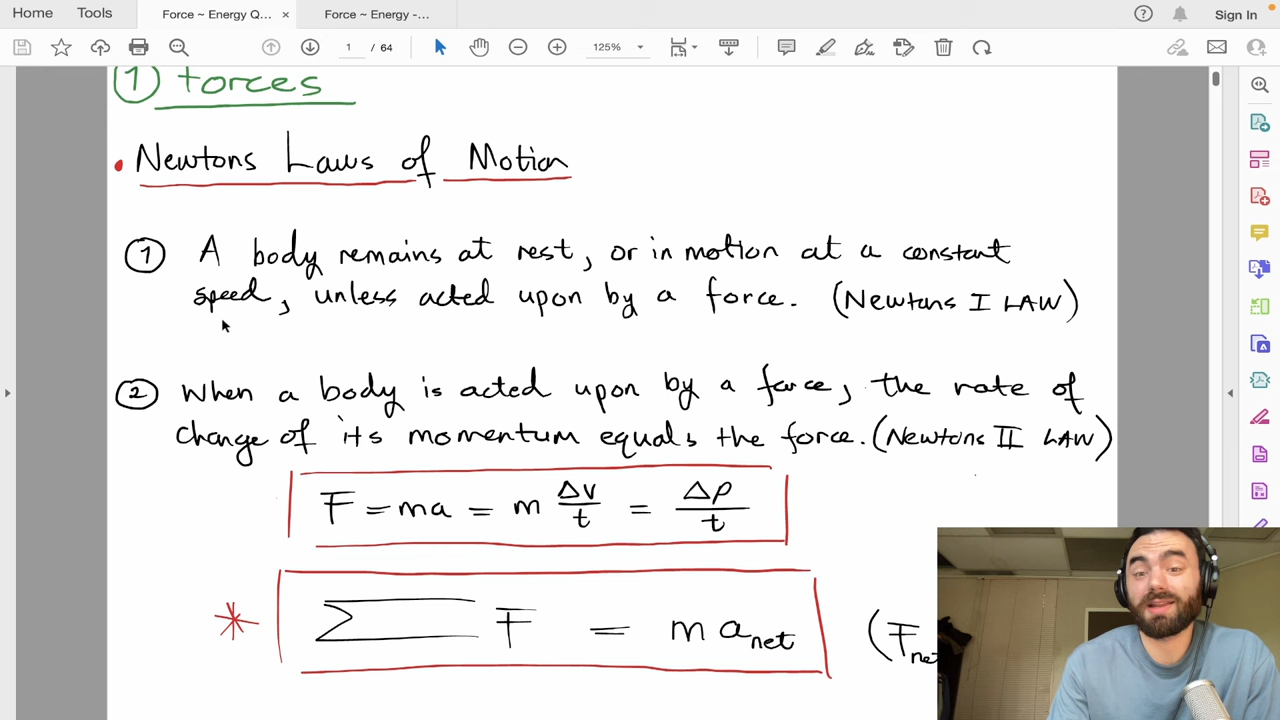 Home Tools Force ~ Energy Q... × Force ~ Energy -... Sign In
1 / 64 125%
① Forces
• Newtons Laws of Motion
① A body remains at rest, or in motion at a constant
speed, unless acted upon by a force. (Newtons I LAW)
② When a body is acted upon by a force, the rate of
change of its momentum equals the force. (Newtons II LAW)
F = ma = m Δv/t = Δp/t
* Σ F = m a_net (F_ne